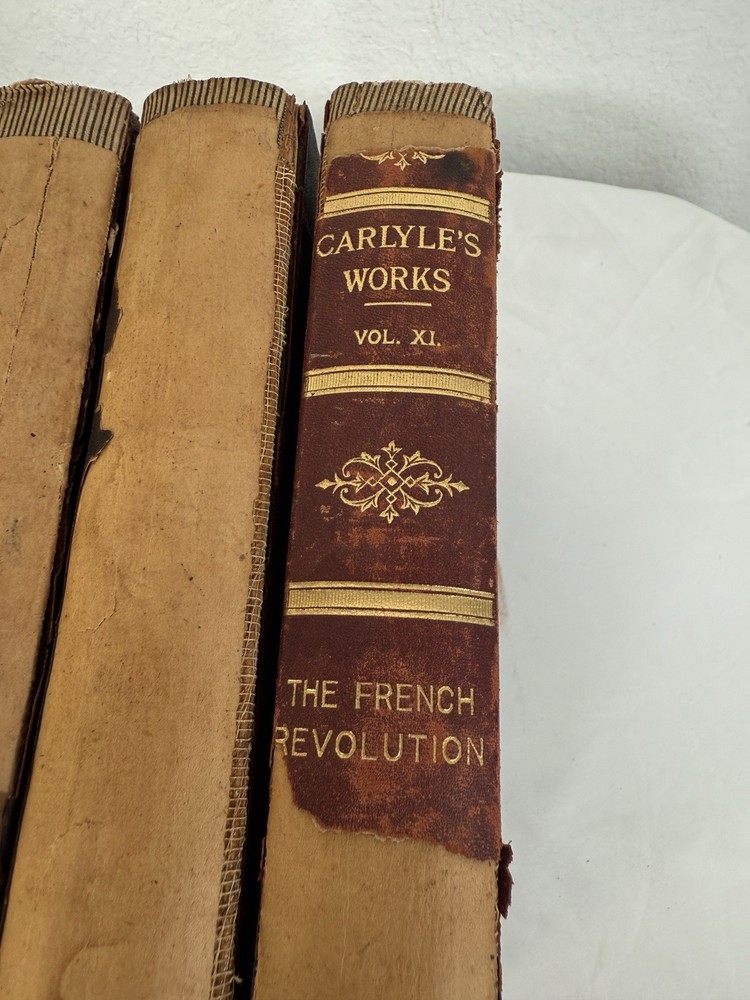 CARLYLE'S
WORKS
VOL. XI.
THE FRENCH
REVOLUTION